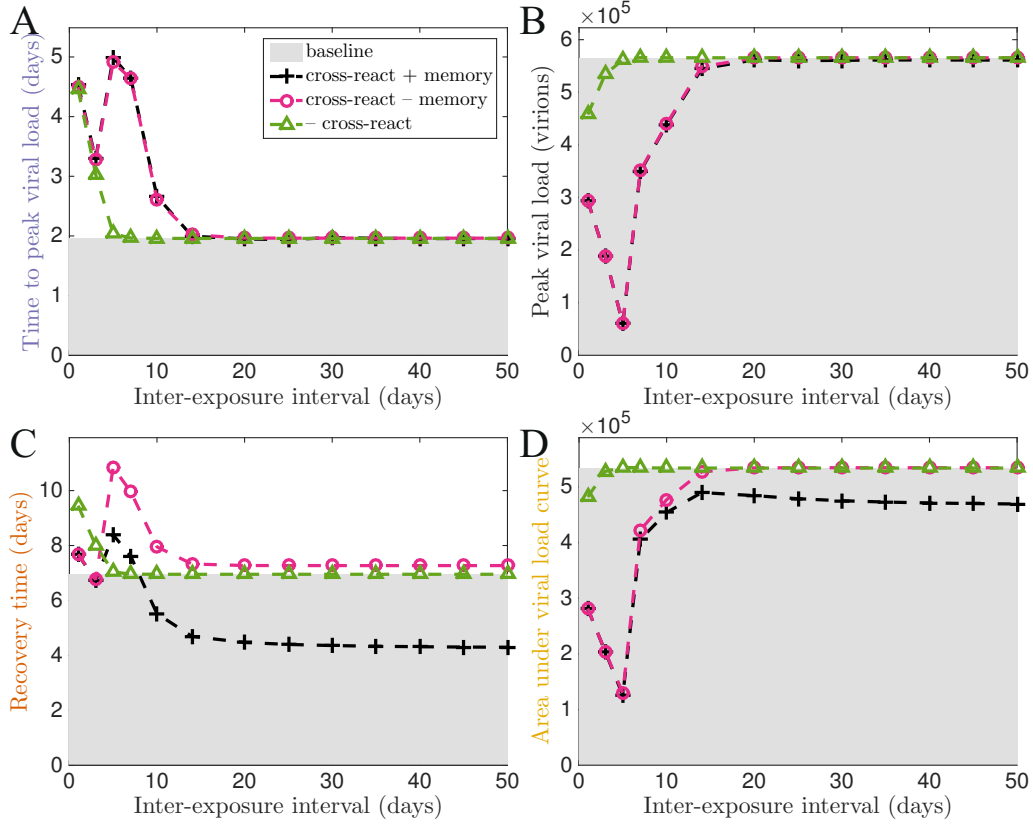 A
Time to peak viral load (days)
5
4
3
2
1
0
0 10 20 30 40 50
Inter-exposure interval (days)
baseline
cross-react + memory
cross-react − memory
− cross-react
B
×10⁵
Peak viral load (virions)
6
5
4
3
2
1
0
0 10 20 30 40 50
Inter-exposure interval (days)
C
Recovery time (days)
10
8
6
4
2
0
0 10 20 30 40 50
Inter-exposure interval (days)
D
×10⁵
Area under viral load curve
5
4
3
2
1
0
0 10 20 30 40 50
Inter-exposure interval (days)